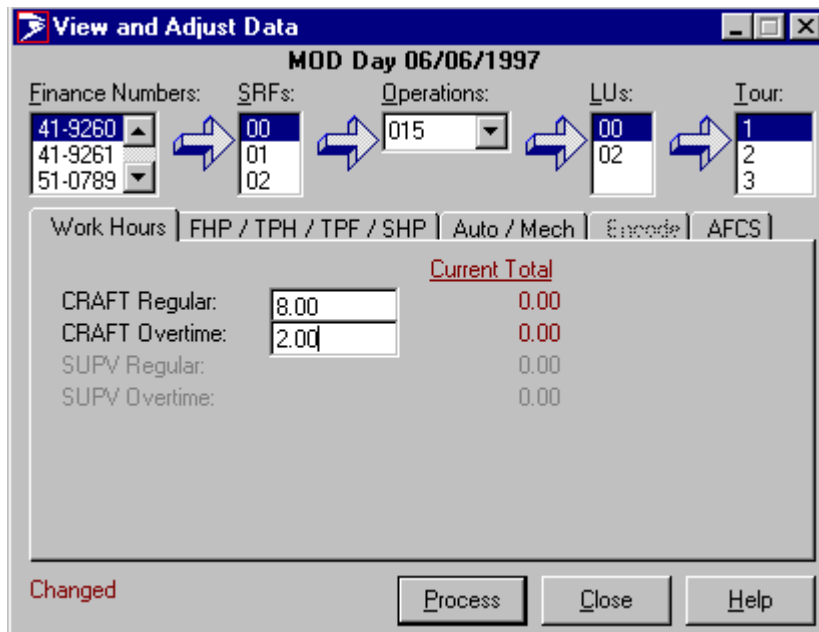 View and Adjust Data
MOD Day 06/06/1997
Finance Numbers: SRFs: Operations: LUs: Tour:
41-9260 00 015 00 1
41-9261 01 02 2
51-0789 02 3
Work Hours FHP / TPH / TPF / SHP Auto / Mech Encode AFCS
Current Total
CRAFT Regular: 8.00 0.00
CRAFT Overtime: 2.00 0.00
SUPV Regular: 0.00
SUPV Overtime: 0.00
Changed Process Close Help